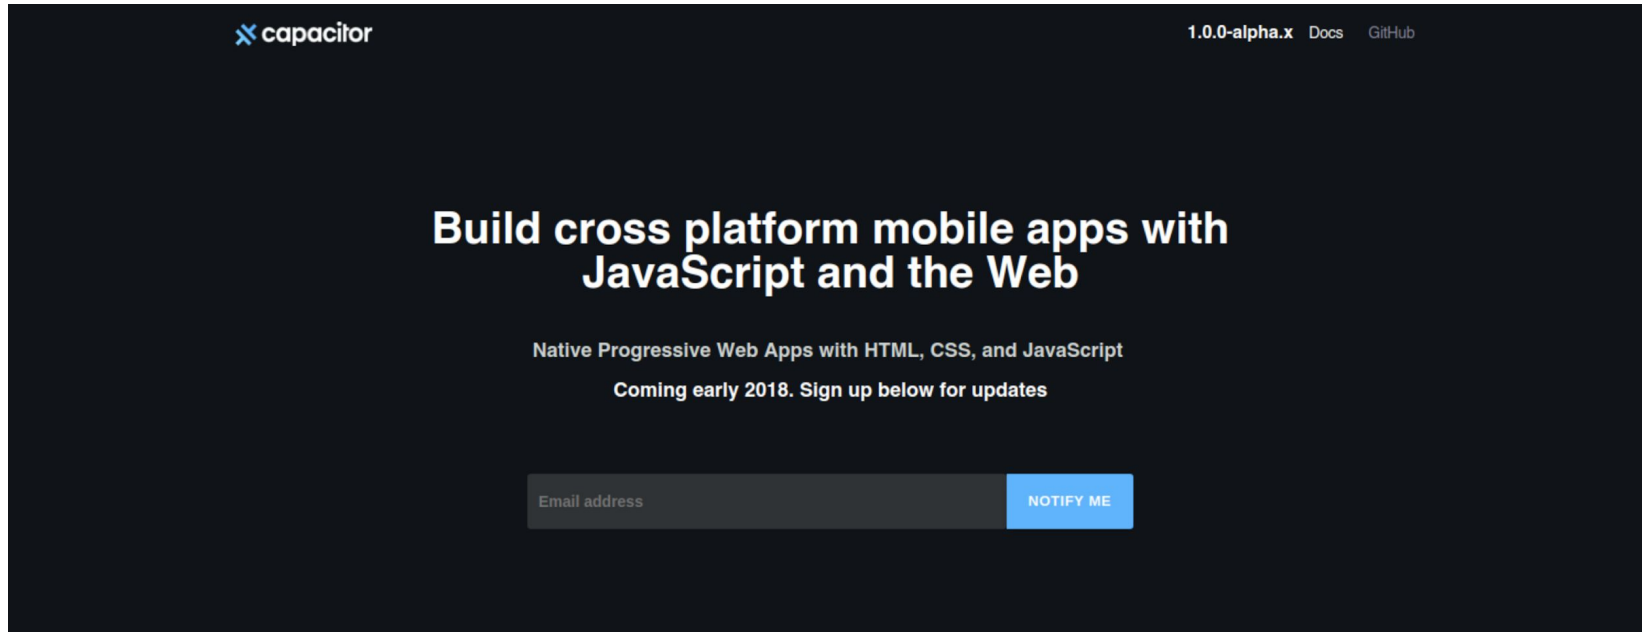 capacitor
1.0.0-alpha.x Docs GitHub
Build cross platform mobile apps with
JavaScript and the Web
Native Progressive Web Apps with HTML, CSS, and JavaScript
Coming early 2018. Sign up below for updates
Email address
NOTIFY ME